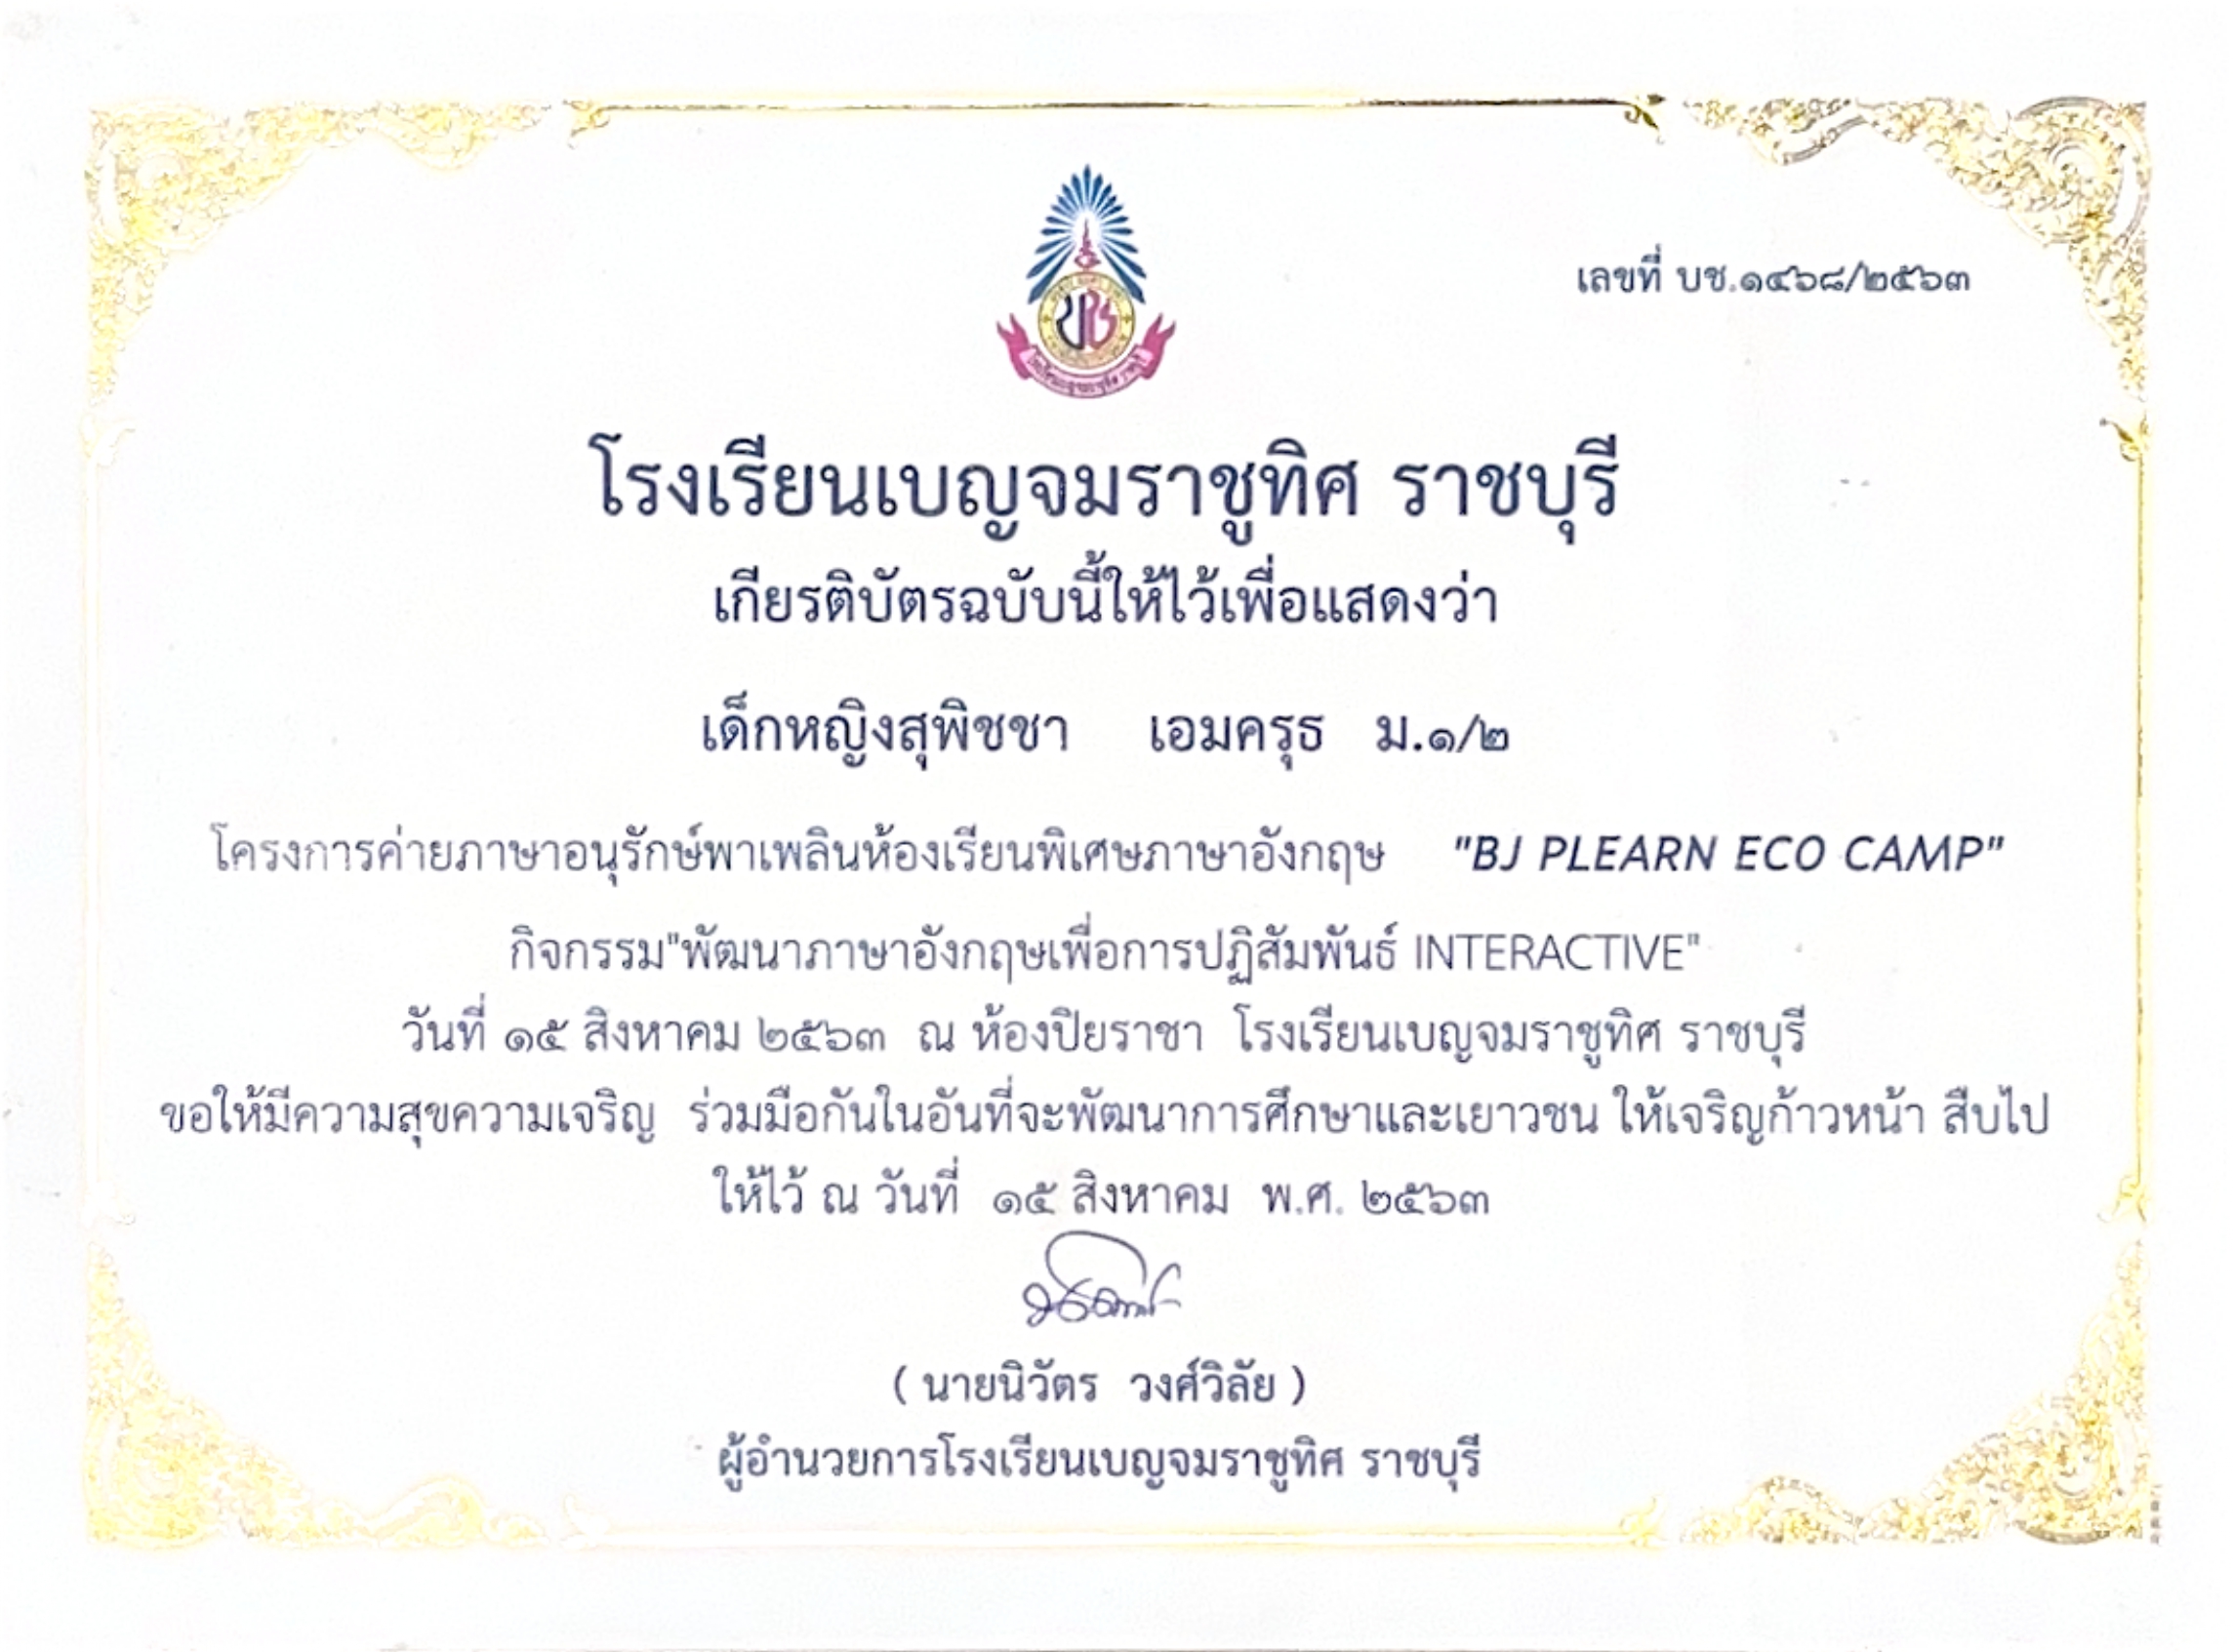 เลขที่ บช.๑๔๖๘/๒๕๖๓
โรงเรียนเบญจมราชูทิศ ราชบุรี
เกียรติบัตรฉบับนี้ให้ไว้เพื่อแสดงว่า
เด็กหญิงสุพิชชา เอมครุธ ม.๑/๒
โครงการค่ายภาษาอนุรักษ์พาเพลินห้องเรียนพิเศษภาษาอังกฤษ "BJ PLEARN ECO CAMP"
กิจกรรม"พัฒนาภาษาอังกฤษเพื่อการปฏิสัมพันธ์ INTERACTIVE"
วันที่ ๑๕ สิงหาคม ๒๕๖๓ ณ ห้องปิยราชา โรงเรียนเบญจมราชูทิศ ราชบุรี
ขอให้มีความสุขความเจริญ ร่วมมือกันในอันที่จะพัฒนาการศึกษาและเยาวชน ให้เจริญก้าวหน้า สืบไป
ให้ไว้ ณ วันที่ ๑๕ สิงหาคม พ.ศ. ๒๕๖๓
( นายนิวัตร วงศ์วิลัย )
ผู้อำนวยการโรงเรียนเบญจมราชูทิศ ราชบุรี